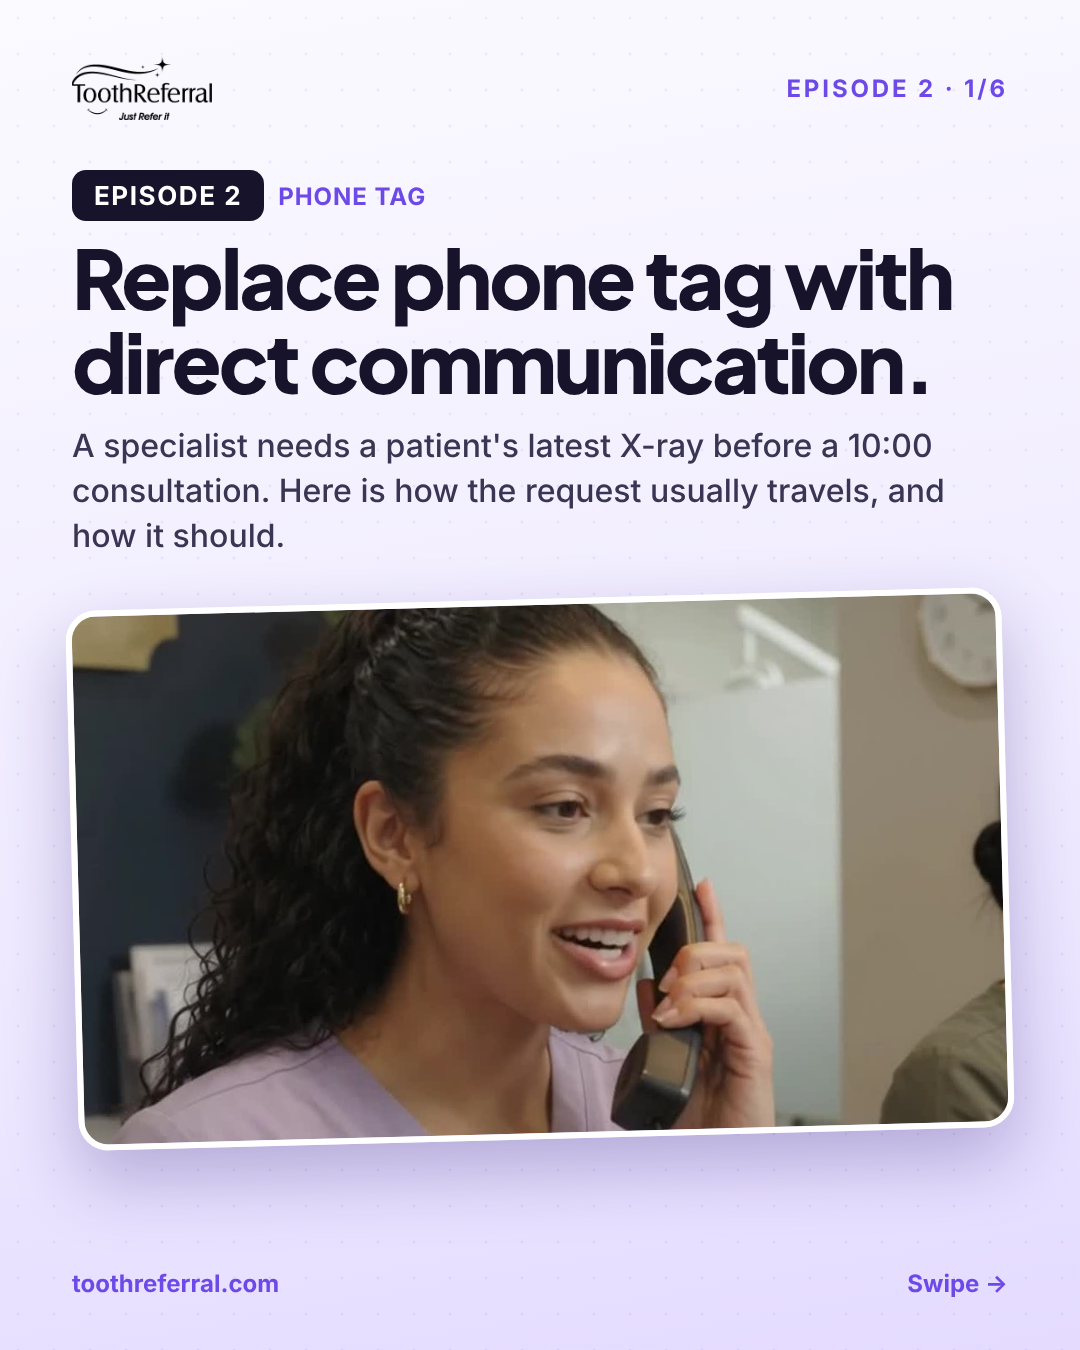 ToothReferral
Just Refer it
EPISODE 2 · 1/6
EPISODE 2
PHONE TAG
Replace phone tag with
direct communication.
A specialist needs a patient's latest X-ray before a 10:00
consultation. Here is how the request usually travels, and
how it should.
toothreferral.com
Swipe →